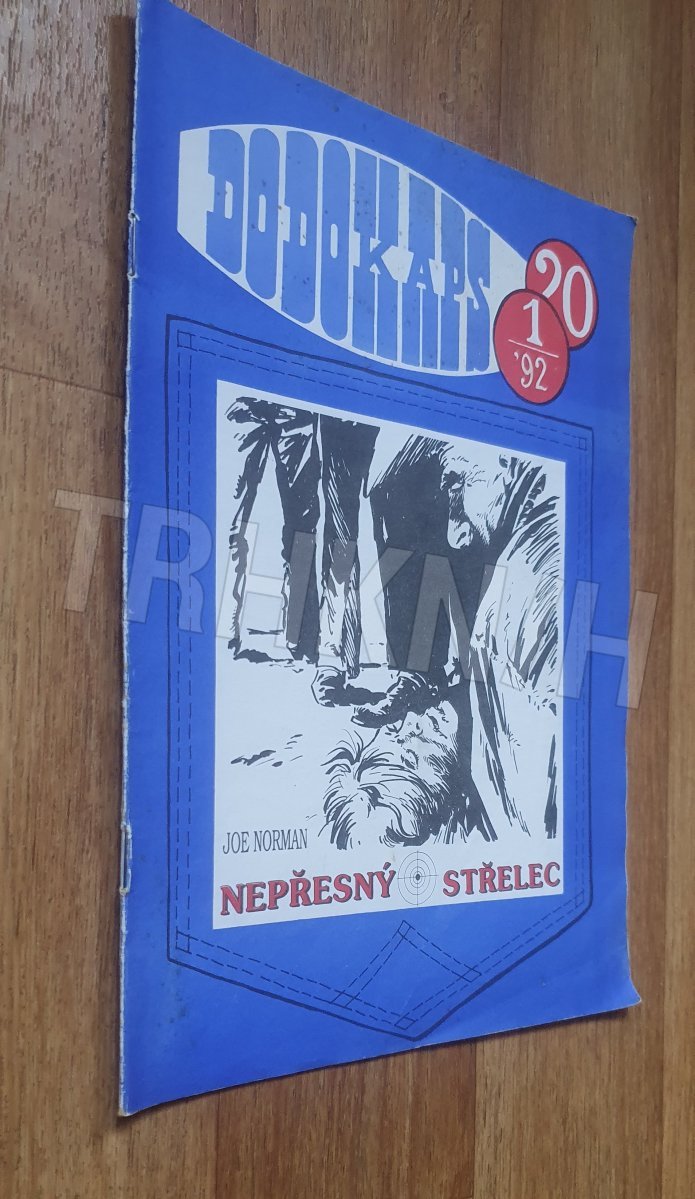 DODOKAPS
20
1
'92
TRHKNIH
JOE NORMAN
NEPŘESNÝ STŘELEC